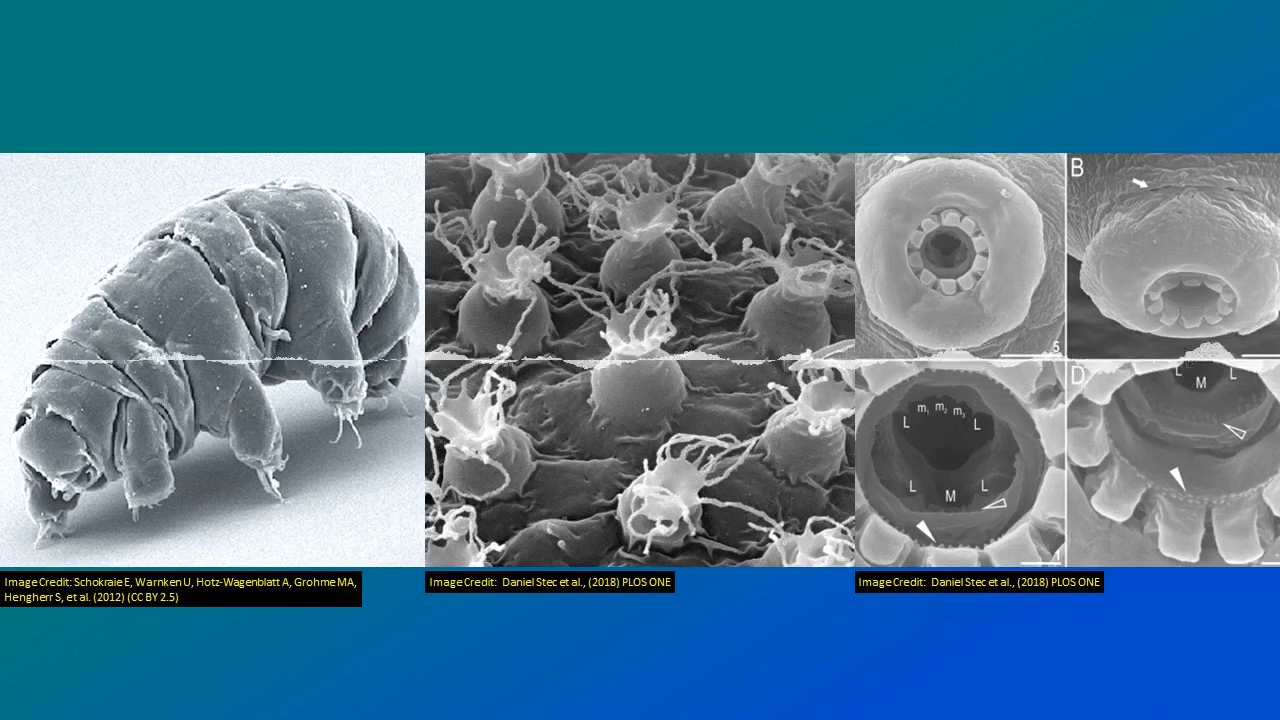 B
5
D
L M L
m1 m2 m3
L L
L M L
Image Credit: Schokraie E, Warnken U, Hotz-Wagenblatt A, Grohme MA,
Hengherr S, et al. (2012) (CC BY 2.5)
Image Credit: Daniel Stec et al., (2018) PLOS ONE
Image Credit: Daniel Stec et al., (2018) PLOS ONE